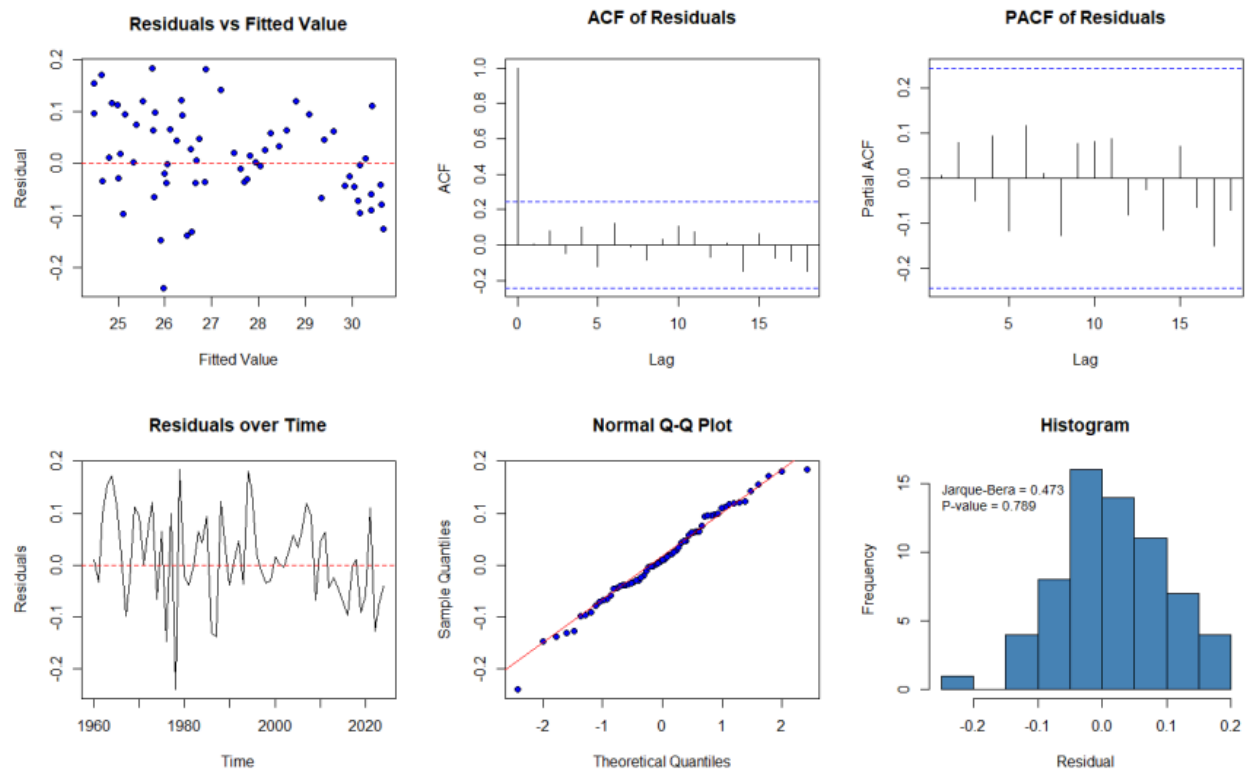 Residuals vs Fitted Value
0.2
0.1
0.0
-0.1
-0.2
Residual
25 26 27 28 29 30
Fitted Value
ACF of Residuals
1.0
0.8
0.6
0.4
0.2
0.0
-0.2
ACF
0 5 10 15
Lag
PACF of Residuals
0.2
0.1
0.0
-0.1
-0.2
Partial ACF
5 10 15
Lag
Residuals over Time
0.2
0.1
0.0
-0.1
-0.2
Residuals
1960 1980 2000 2020
Time
Normal Q-Q Plot
0.2
0.1
0.0
-0.1
-0.2
Sample Quantiles
-2 -1 0 1 2
Theoretical Quantiles
Histogram
Jarque-Bera = 0.473
P-value = 0.789
15
10
5
0
Frequency
-0.2 -0.1 0.0 0.1 0.2
Residual